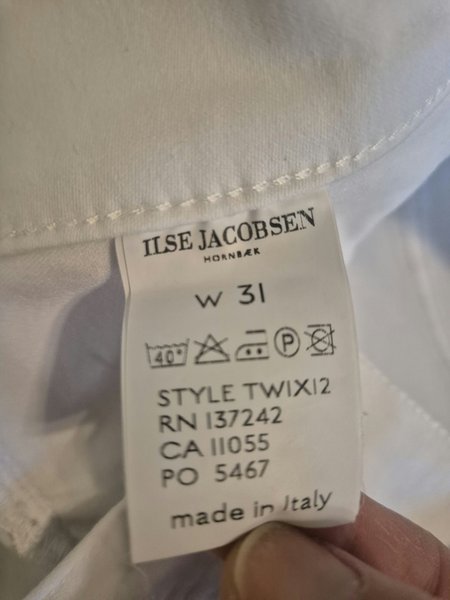 ILSE JACOBSEN
HORNBÆK
W 31
40° P
STYLE TWIX12
RN 137242
CA 11055
PO 5467
made in Italy